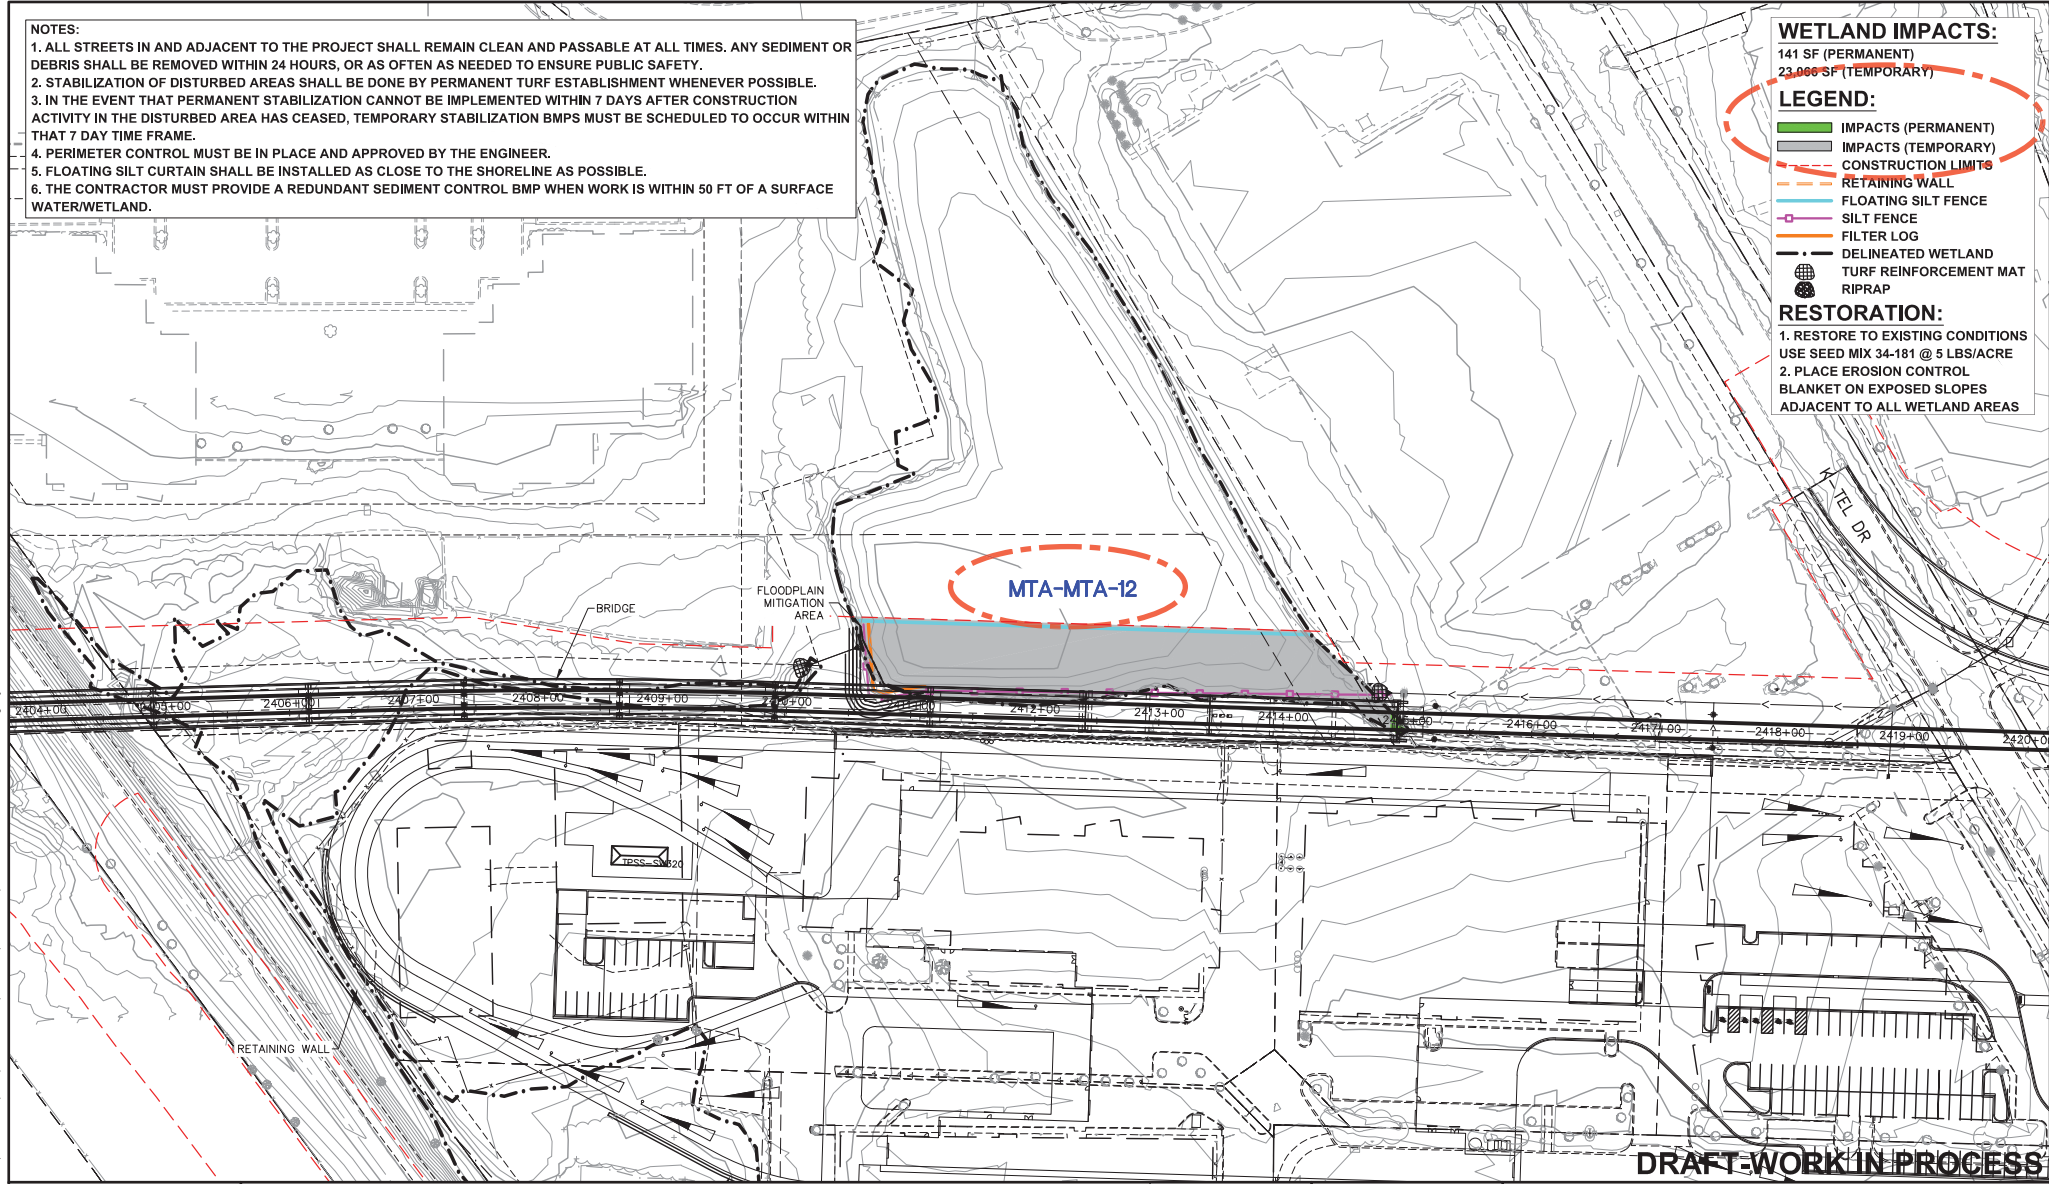 NOTES:
1. ALL STREETS IN AND ADJACENT TO THE PROJECT SHALL REMAIN CLEAN AND PASSABLE AT ALL TIMES. ANY SEDIMENT OR
DEBRIS SHALL BE REMOVED WITHIN 24 HOURS, OR AS OFTEN AS NEEDED TO ENSURE PUBLIC SAFETY.
2. STABILIZATION OF DISTURBED AREAS SHALL BE DONE BY PERMANENT TURF ESTABLISHMENT WHENEVER POSSIBLE.
3. IN THE EVENT THAT PERMANENT STABILIZATION CANNOT BE IMPLEMENTED WITHIN 7 DAYS AFTER CONSTRUCTION
ACTIVITY IN THE DISTURBED AREA HAS CEASED, TEMPORARY STABILIZATION BMPS MUST BE SCHEDULED TO OCCUR WITHIN
THAT 7 DAY TIME FRAME.
4. PERIMETER CONTROL MUST BE IN PLACE AND APPROVED BY THE ENGINEER.
5. FLOATING SILT CURTAIN SHALL BE INSTALLED AS CLOSE TO THE SHORELINE AS POSSIBLE.
6. THE CONTRACTOR MUST PROVIDE A REDUNDANT SEDIMENT CONTROL BMP WHEN WORK IS WITHIN 50 FT OF A SURFACE
WATER/WETLAND.
WETLAND IMPACTS:
141 SF (PERMANENT)
23,066 SF (TEMPORARY)
LEGEND:
IMPACTS (PERMANENT)
IMPACTS (TEMPORARY)
CONSTRUCTION LIMITS
RETAINING WALL
FLOATING SILT FENCE
SILT FENCE
FILTER LOG
DELINEATED WETLAND
TURF REINFORCEMENT MAT
RIPRAP
RESTORATION:
1. RESTORE TO EXISTING CONDITIONS
USE SEED MIX 34-181 @ 5 LBS/ACRE
2. PLACE EROSION CONTROL
BLANKET ON EXPOSED SLOPES
ADJACENT TO ALL WETLAND AREAS
K-TEL DR
MTA-MTA-12
FLOODPLAIN
MITIGATION
AREA
BRIDGE
2404+00
2405+00
2406+00
2407+00
2408+00
2409+00
2411+00
2412+00
2413+00
2414+00
2415+00
2416+00
2417+00
2418+00
2419+00
2420+00
RETAINING WALL
DRAFT-WORK IN PROCESS